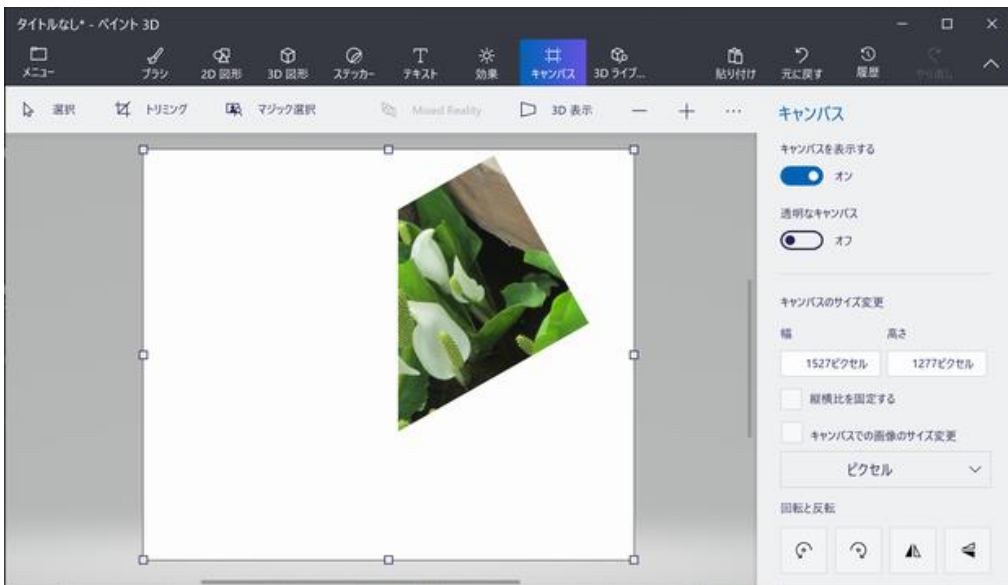 タイトルなし* - ペイント 3D
メニュー ブラシ 2D 図形 3D 図形 ステッカー テキスト 効果 キャンバス 3D ライブ... 貼り付け 元に戻す 履歴 やり直し
選択 トリミング マジック選択 Mixed Reality 3D 表示 ...
キャンバス
キャンバスを表示する
オン
透明なキャンバス
オフ
キャンバスのサイズ変更
幅 高さ
1527ピクセル 1277ピクセル
縦横比を固定する
キャンバスでの画像のサイズ変更
ピクセル
回転と反転